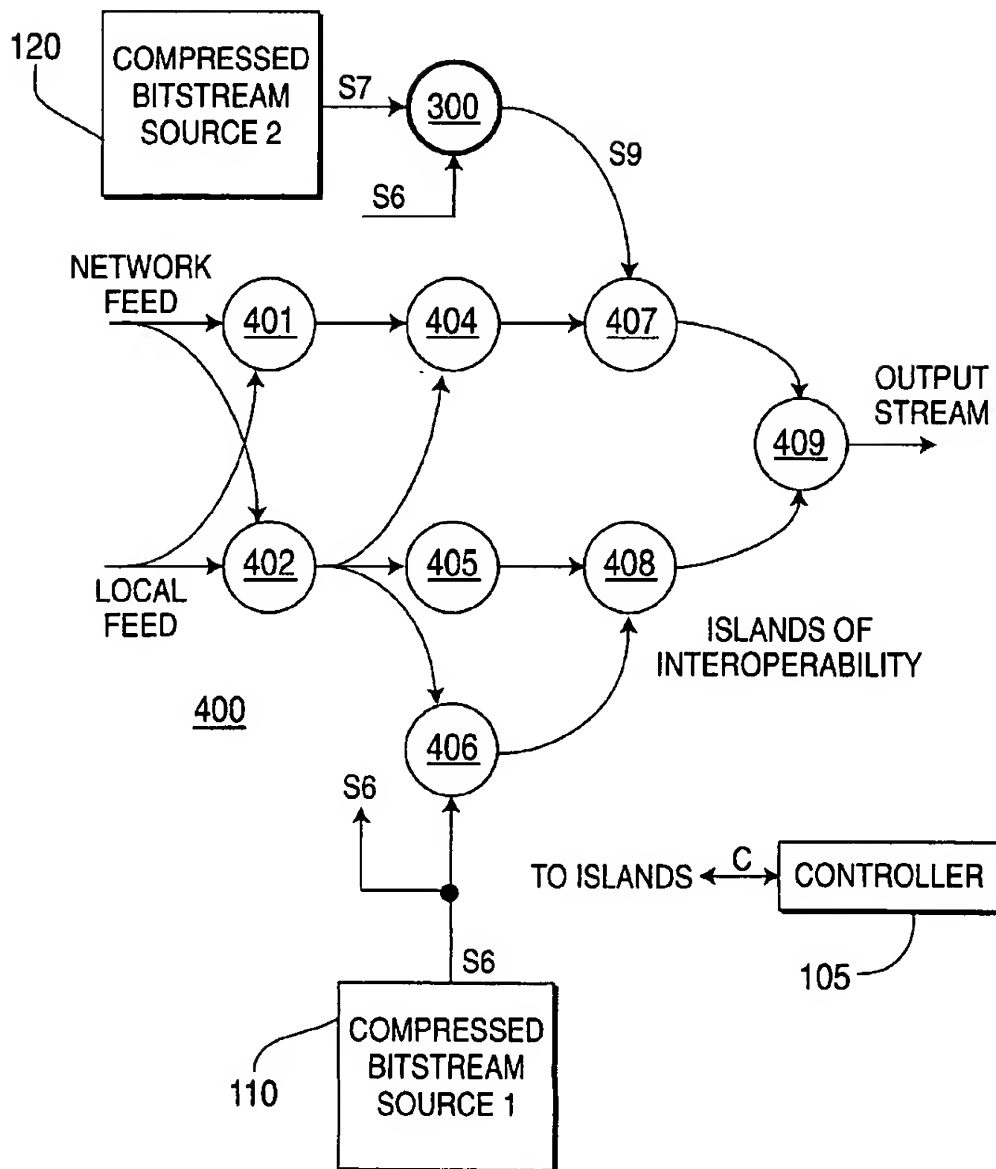 120
COMPRESSED
BITSTREAM
SOURCE 2
S7
300
S9
S6
NETWORK
FEED
401
404
407
OUTPUT
STREAM
409
402
405
408
LOCAL
FEED
ISLANDS OF
INTEROPERABILITY
400
406
S6
TO ISLANDS
C
CONTROLLER
105
S6
110
COMPRESSED
BITSTREAM
SOURCE 1